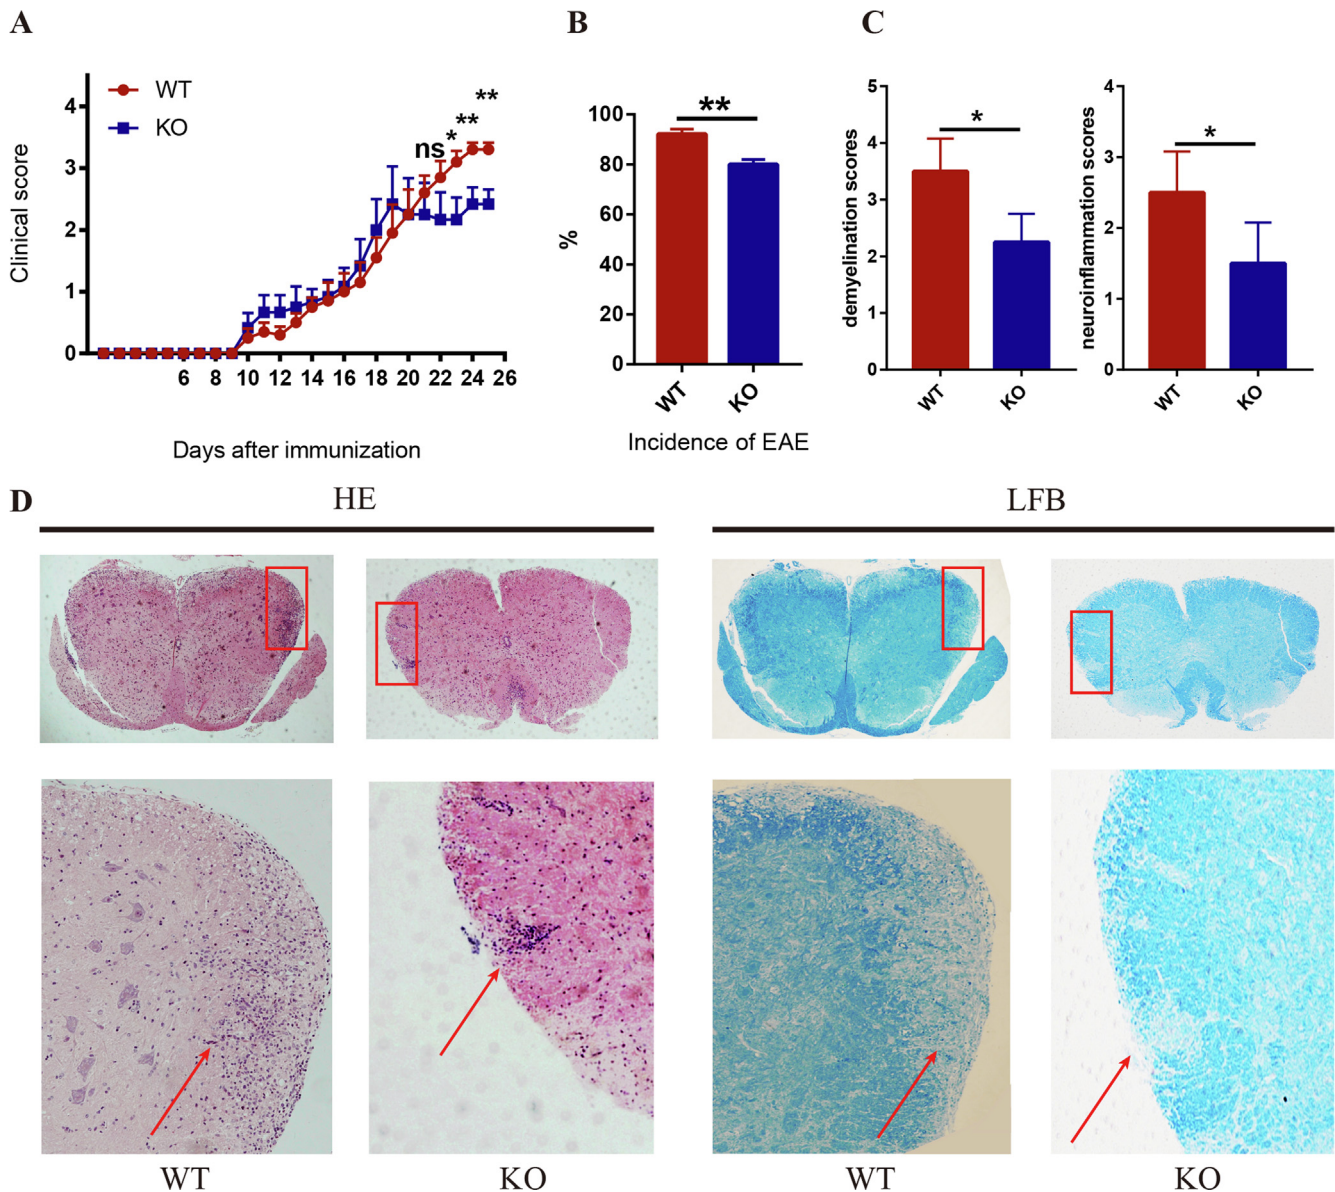 A
B
C
WT
KO
Clinical score
4
3
2
1
0
ns
*
**
**
6 8 10 12 14 16 18 20 22 24 26
Days after immunization
%
100
80
60
40
20
0
**
WT
KO
Incidence of EAE
demyelination scores
5
4
3
2
1
0
*
WT
KO
neuroinflammation scores
4
3
2
1
0
*
WT
KO
D
HE
LFB
WT
KO
WT
KO